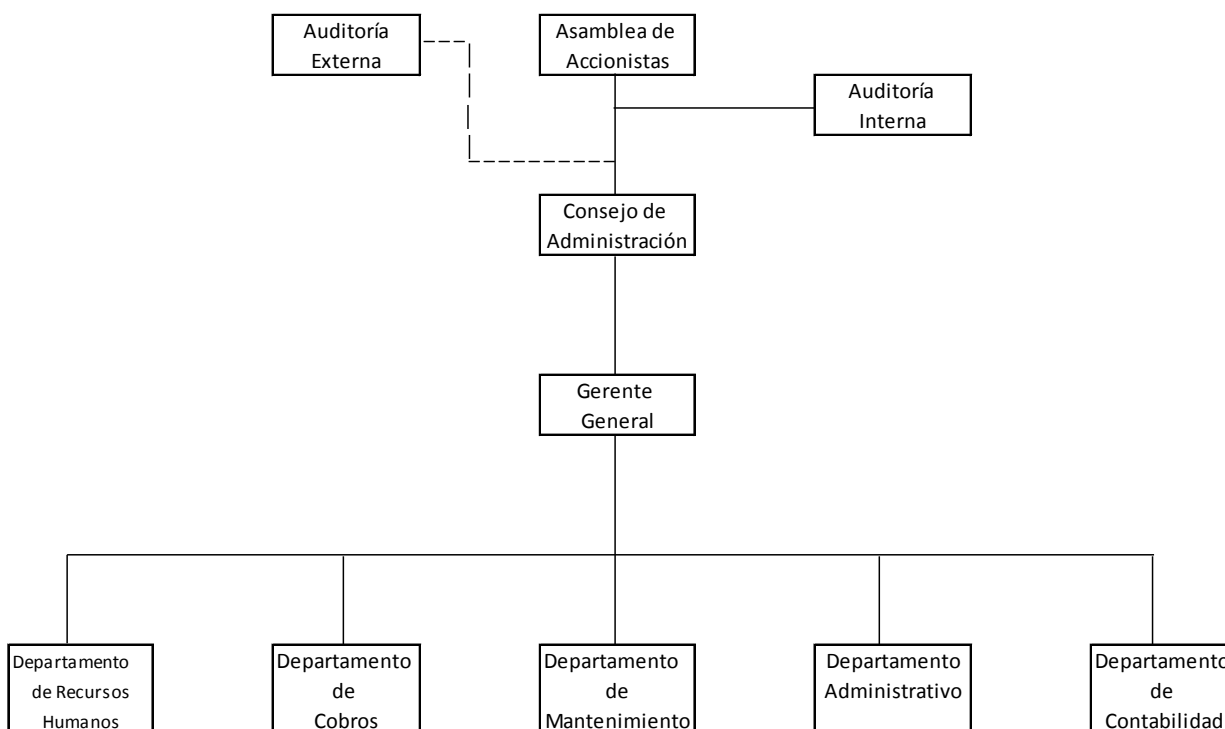 Auditoría
Externa
Asamblea de
Accionistas
Auditoría
Interna
Consejo de
Administración
Gerente
General
Departamento
de Recursos
Humanos
Departamento
de
Cobros
Departamento
de
Mantenimiento
Departamento
Administrativo
Departamento
de
Contabilidad